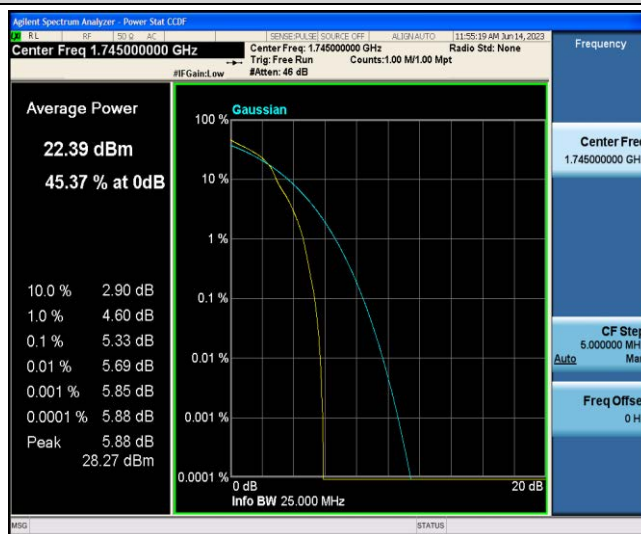 Agilent Spectrum Analyzer - Power Stat CCDF
RL RF 50 Ω AC SENSE:PULSE SOURCE OFF ALIGNAUTO 11:55:19 AM Jun 14, 2023
Center Freq 1.745000000 GHz
Center Freq: 1.745000000 GHz Radio Std: None
Trig: Free Run Counts:1.00 M/1.00 Mpt
#IFGain:Low #Atten: 46 dB
Frequency
Average Power
22.39 dBm
45.37 % at 0dB
10.0 % 2.90 dB
1.0 % 4.60 dB
0.1 % 5.33 dB
0.01 % 5.69 dB
0.001 % 5.85 dB
0.0001 % 5.88 dB
Peak 5.88 dB
28.27 dBm
Gaussian
100 %
10 %
1 %
0.1 %
0.01 %
0.001 %
0.0001 %
0 dB 20 dB
Info BW 25.000 MHz
Center Fre
1.745000000 GH
CF Step
5.000000 MH
Auto Ma
Freq Offse
0 H
MSG STATUS